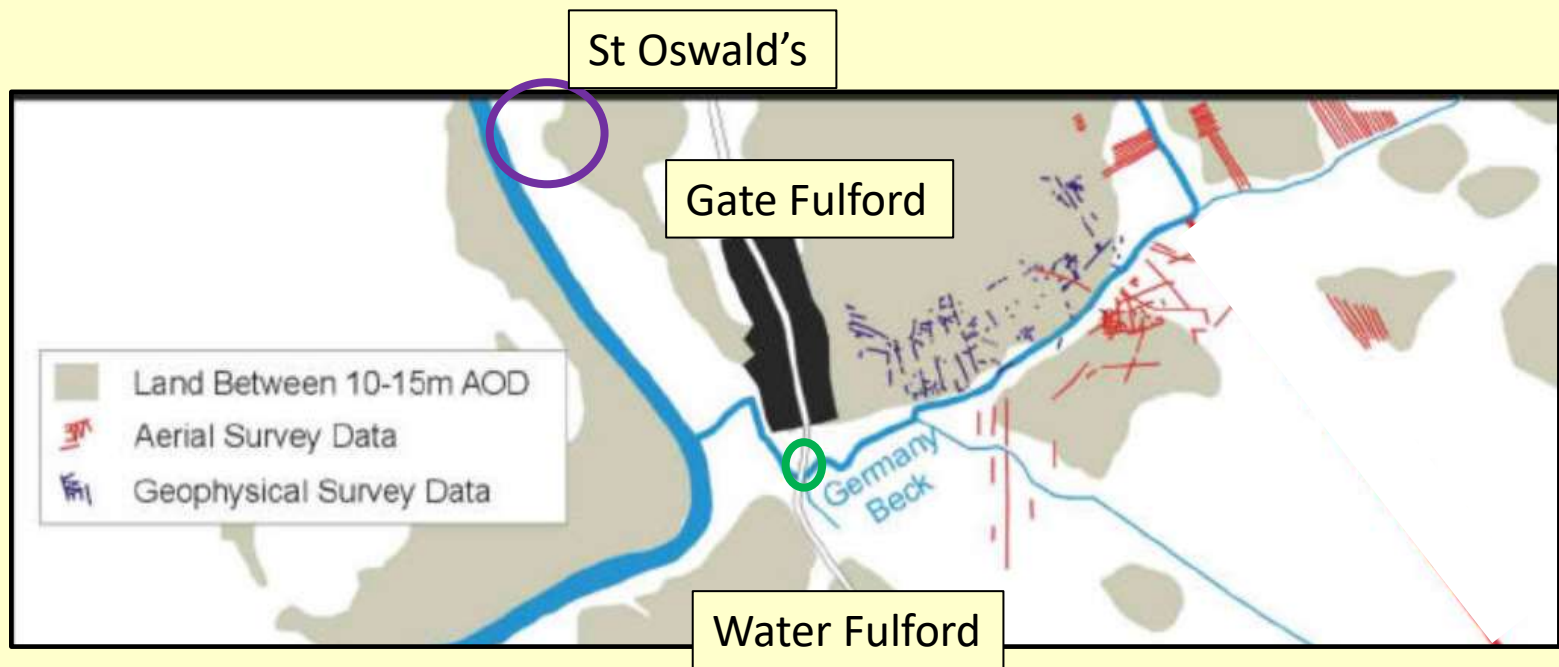 St Oswald’s
Gate Fulford
Land Between 10-15m AOD
Aerial Survey Data
Geophysical Survey Data
Germany
Beck
Water Fulford